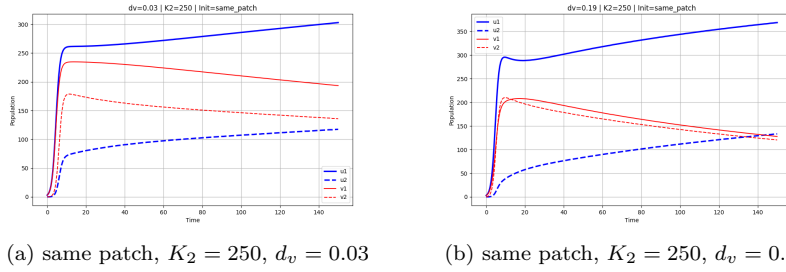 dv=0.03 | K2=250 | Init=same_patch
300
250
200
150
100
50
0
Population
0 20 40 60 80 100 120 140
Time
u1
u2
v1
v2
(a) same patch, K2 = 250, dv = 0.03
dv=0.19 | K2=250 | Init=same_patch
350
300
250
200
150
100
50
0
Population
0 20 40 60 80 100 120 140
Time
u1
u2
v1
v2
(b) same patch, K2 = 250, dv = 0.